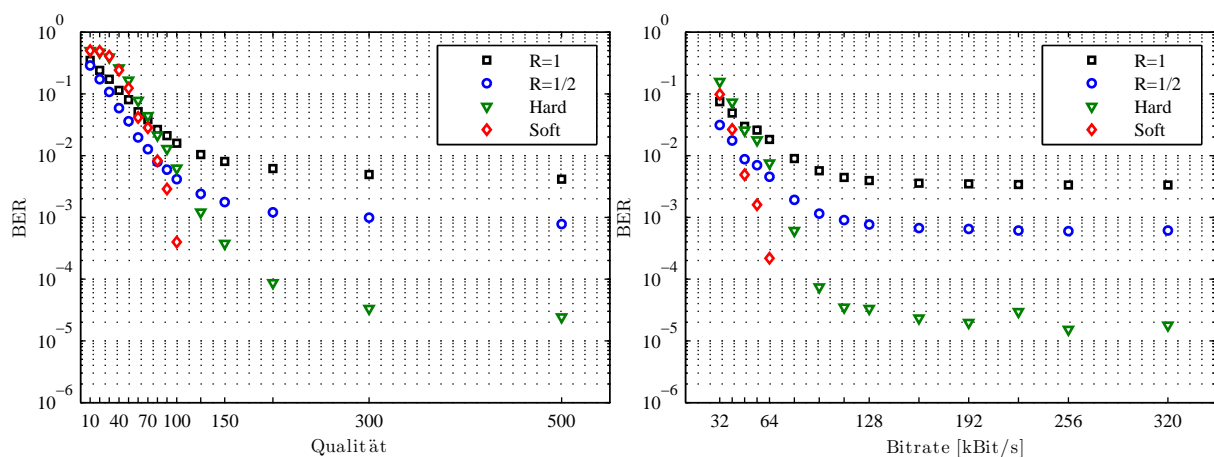 BER
10^0
10^−1
10^−2
10^−3
10^−4
10^−5
10^−6
10 40 70 100 150 300 500
Qualität
R=1
R=1/2
Hard
Soft
BER
10^0
10^−1
10^−2
10^−3
10^−4
10^−5
10^−6
32 64 128 192 256 320
Bitrate [kBit/s]
R=1
R=1/2
Hard
Soft